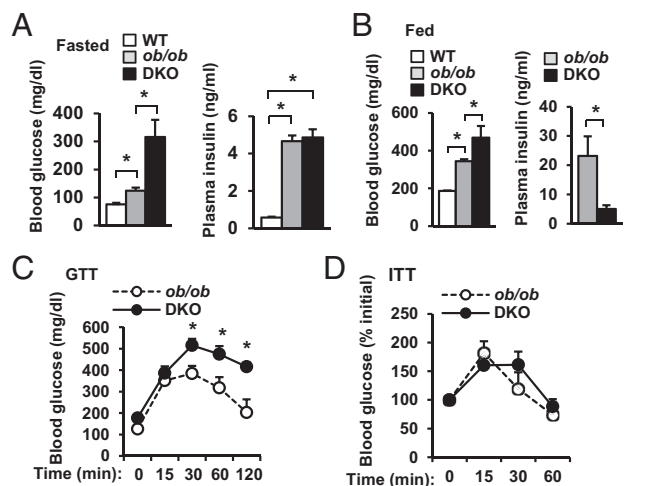 A
Fasted
WT
ob/ob
DKO
Blood glucose (mg/dl)
400
300
200
100
0
*
*
Plasma insulin (ng/ml)
6
4
2
0
*
*
B
Fed
WT
ob/ob
DKO
Blood glucose (mg/dl)
600
400
200
0
*
*
ob/ob
DKO
Plasma insulin (ng/ml)
40
30
20
10
0
*
C
GTT
ob/ob
DKO
Blood glucose (mg/dl)
600
500
400
300
200
100
0
* * *
Time (min): 0 15 30 60 120
D
ITT
ob/ob
DKO
Blood glucose (% initial)
250
200
150
100
50
0
Time (min): 0 15 30 60